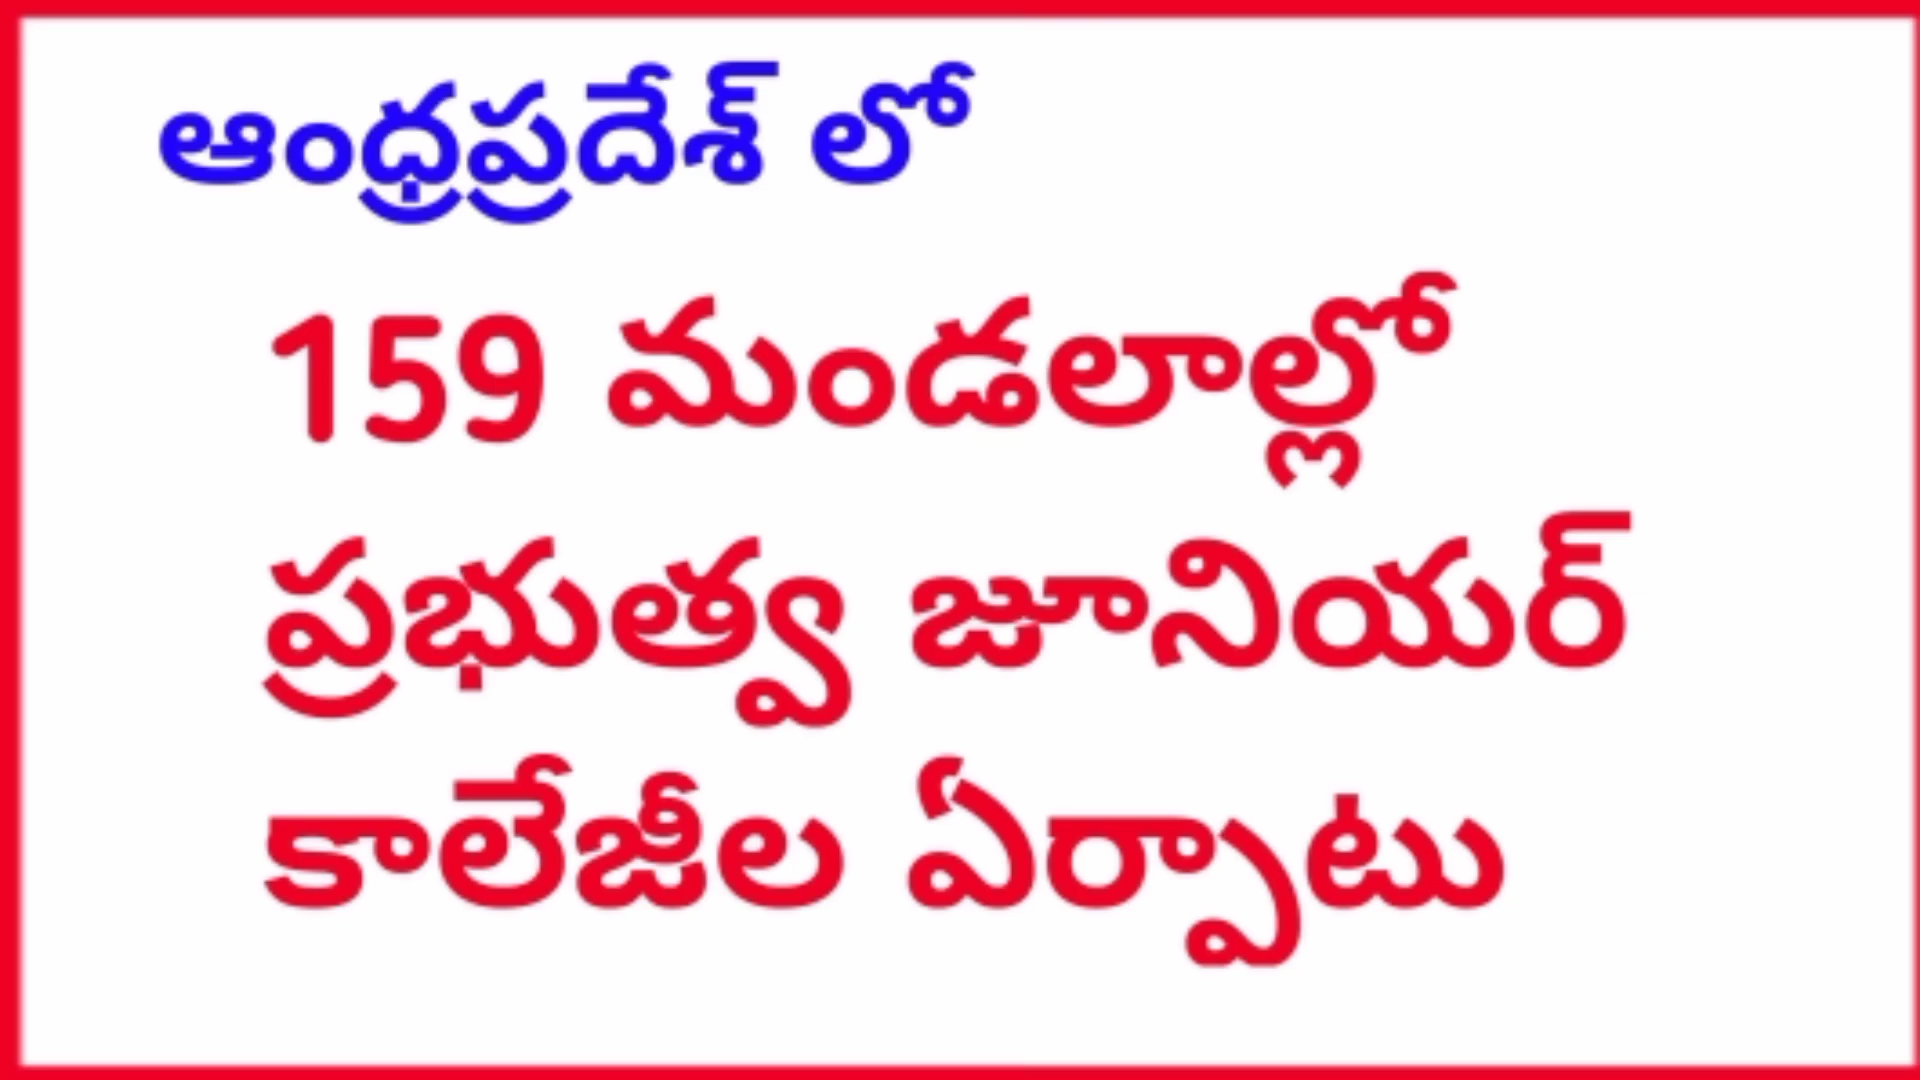 ఆంధ్రప్రదేశ్ లో
159 మండలాల్లో
ప్రభుత్వ జూనియర్
కాలేజీల ఏర్పాటు